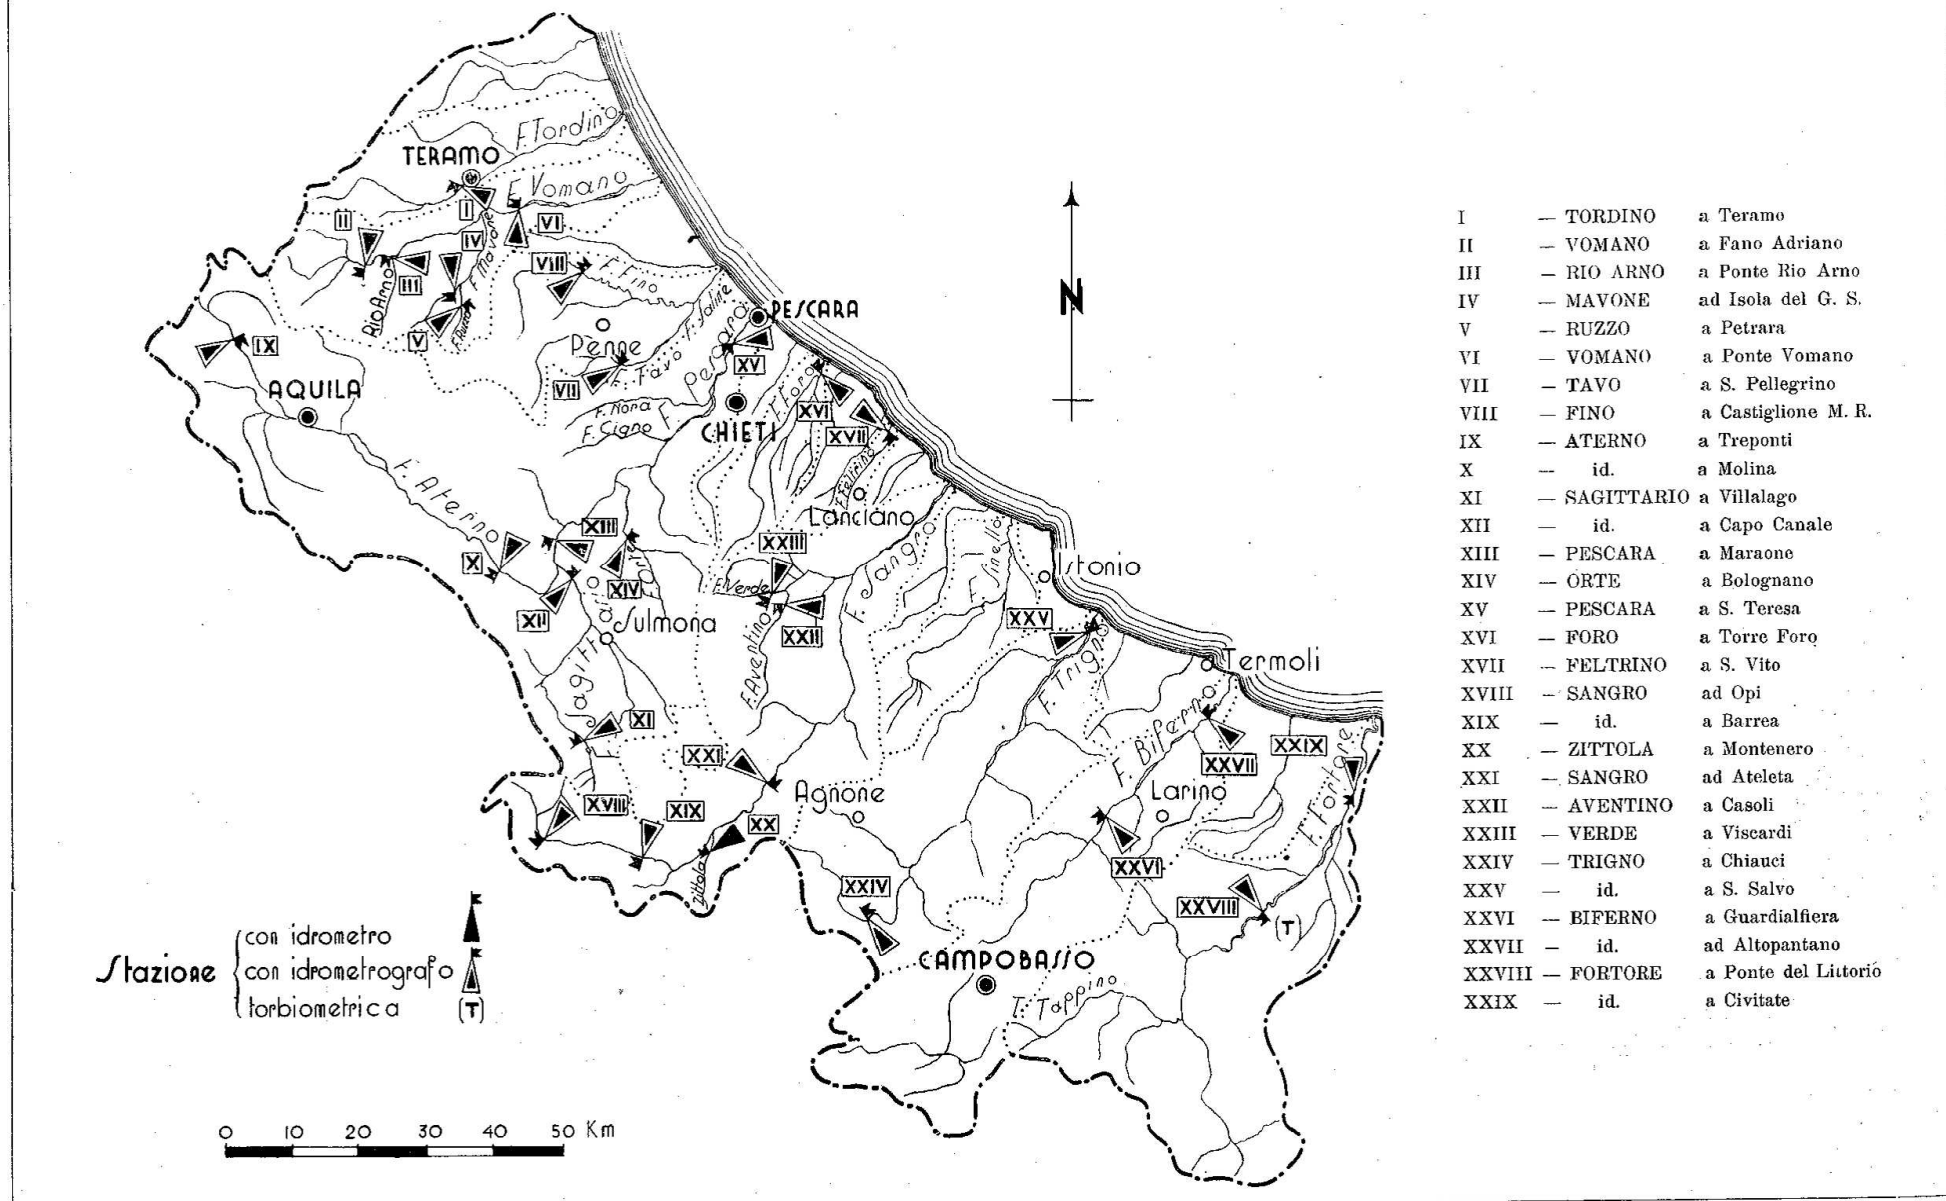 F. Tordino
TERAMO
F. Vomano
I
II
VI
IV
F. Mavone
VIII
F. Fino
III
Rio Arno
V
F. Ruzzo
PESCARA
F. Saline
IX
Penne
F. Tavo
XV
F. Pescara
VII
AQUILA
F. Nora
F. Cigno
CHIETI
F. Foro
XVI
XVII
F. Feltrino
F. Aterno
Lanciano
XIII
XXIII
F. Sangro
F. Sinello
X
XIV
F. Verde
Istonio
XII
Sulmona
XXII
XXV
F. Aventino
F. Trigno
Termoli
XI
XXI
F. Biferno
XXVII
XXIX
F. Fortore
Agnone
Larino
XVIII
XIX
XX
Zittola
XXVI
XXIV
XXVIII
(T)
CAMPOBASSO
F. Tappino
N
Stazione
con idrometro
con idrometrografo
torbiometrica (T)
0 10 20 30 40 50 Km
I — TORDINO a Teramo
II — VOMANO a Fano Adriano
III — RIO ARNO a Ponte Rio Arno
IV — MAVONE ad Isola del G. S.
V — RUZZO a Petrara
VI — VOMANO a Ponte Vomano
VII — TAVO a S. Pellegrino
VIII — FINO a Castiglione M. R.
IX — ATERNO a Treponti
X — id. a Molina
XI — SAGITTARIO a Villalago
XII — id. a Capo Canale
XIII — PESCARA a Maraone
XIV — ORTE a Bolognano
XV — PESCARA a S. Teresa
XVI — FORO a Torre Foro
XVII — FELTRINO a S. Vito
XVIII — SANGRO ad Opi
XIX — id. a Barrea
XX — ZITTOLA a Montenero
XXI — SANGRO ad Ateleta
XXII — AVENTINO a Casoli
XXIII — VERDE a Viscardi
XXIV — TRIGNO a Chiauci
XXV — id. a S. Salvo
XXVI — BIFERNO a Guardialfiera
XXVII — id. ad Altopantano
XXVIII — FORTORE a Ponte del Littorio
XXIX — id. a Civitate